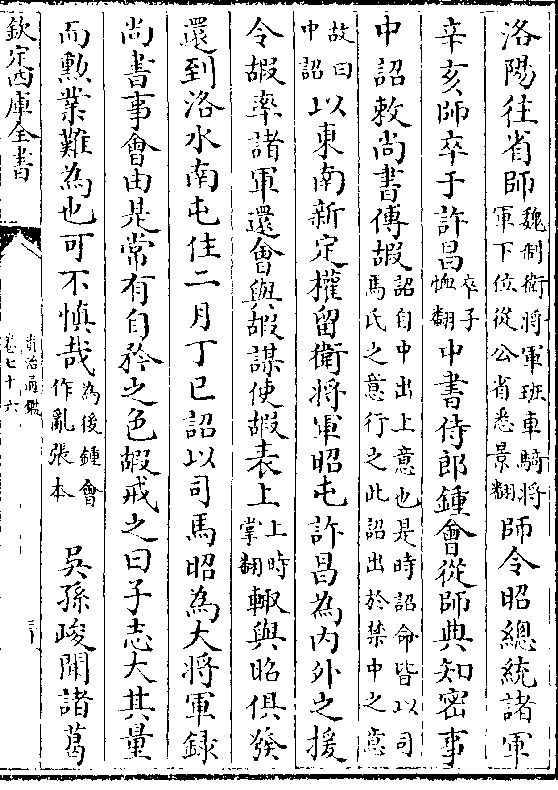 洛陽往省師魏制衛將軍班車騎將軍下位從公省悉景翻師令昭總統諸軍
辛亥師卒于許昌卒子恤翻中書侍郎鍾會從師典知密事
中詔敕尚書傅嘏詔自中出上意也是時詔命皆以司馬氏之意行之此詔出於禁中之意
故曰中詔以東南新定權留衛將軍昭屯許昌為内外之援
令嘏率諸軍還會與嘏謀使嘏表上上時掌翻輙與昭俱發
還到洛水南屯住二月丁巳詔以司馬昭為大將軍録
尚書事會由是常有自矜之色嘏戒之曰子志大其量
而勲業難為也可不慎哉為後鍾會作亂張本 吳孫峻聞諸葛
欽定四庫全書
資治通鑑
卷七十六